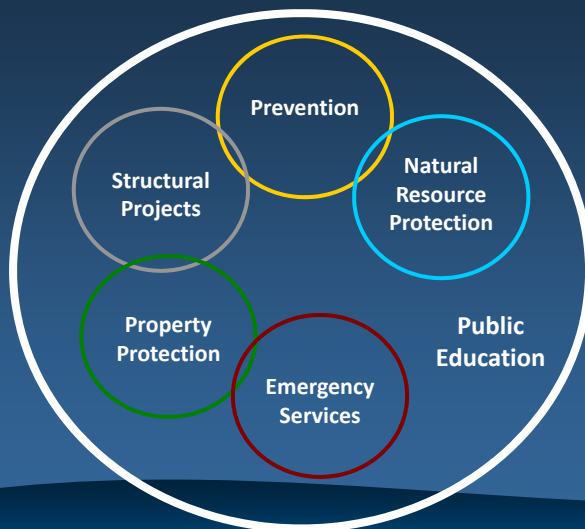 Prevention
Structural
Projects
Natural
Resource
Protection
Property
Protection
Public
Education
Emergency
Services